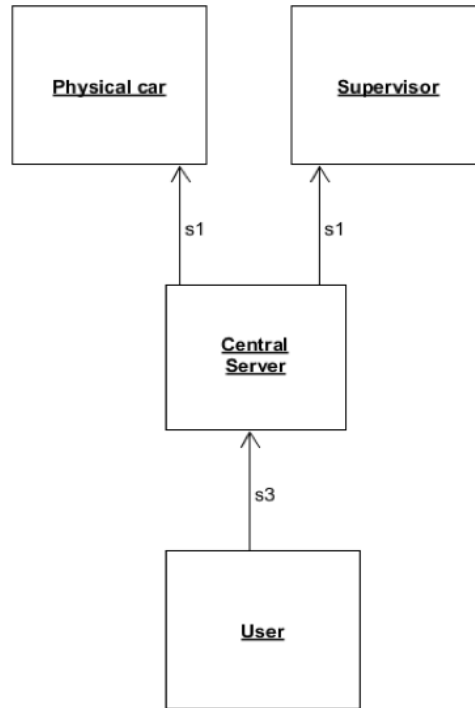 Physical car
Supervisor
s1
s1
Central
Server
s3
User